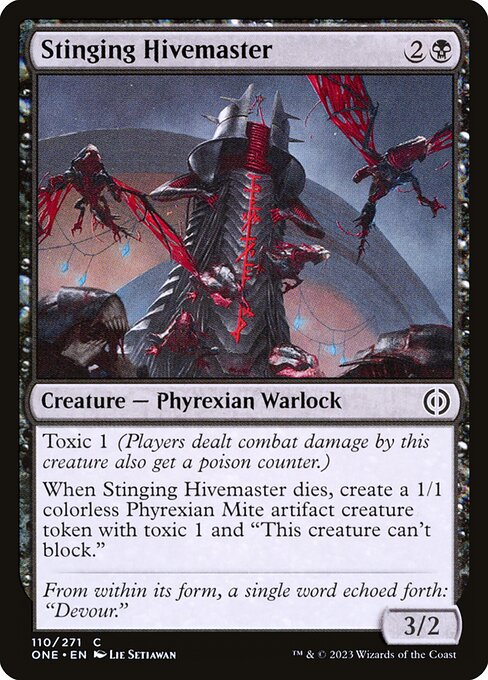 Stinging Hivemaster 2
Creature — Phyrexian Warlock
Toxic 1 (Players dealt combat damage by this
creature also get a poison counter.)
When Stinging Hivemaster dies, create a 1/1
colorless Phyrexian Mite artifact creature
token with toxic 1 and “This creature can't
block.”
From within its form, a single word echoed forth:
“Devour.”
3/2
110/271 C
ONE • EN Lie Setiawan
™ & © 2023 Wizards of the Coast